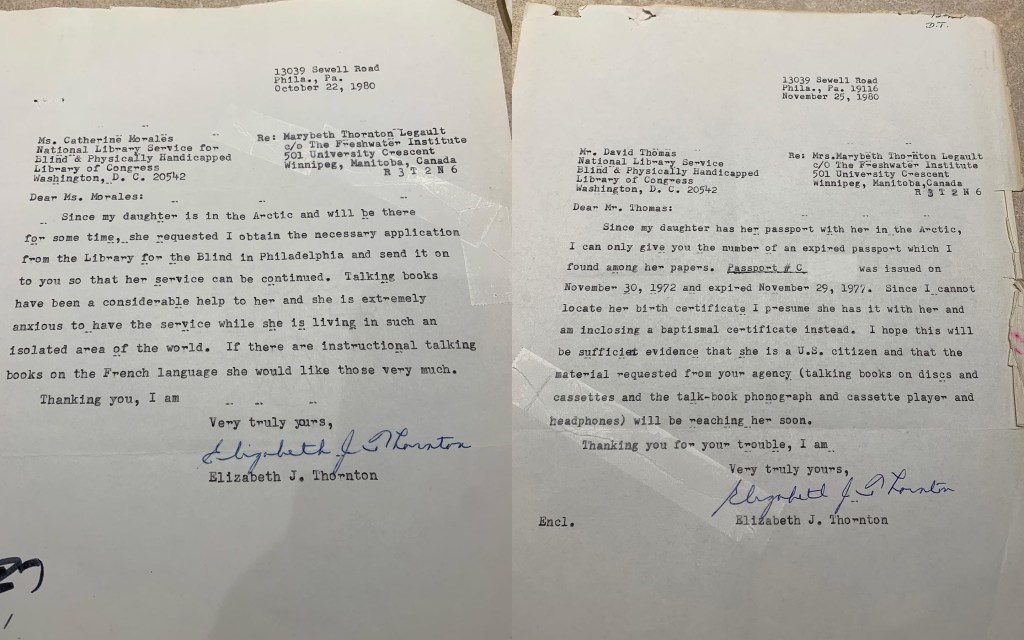 13039 Sewell Road
Phila., Pa.
October 22, 1980
Ms. Catherine Morales
National Library Service for
Blind & Physically Handicapped
Library of Congress
Washington, D. C. 20542
Re: Marybeth Thornton Legault
c/o The Freshwater Institute
501 University Crescent
Winnipeg, Manitoba, Canada
R 3 T 2 N 6
Dear Ms. Morales:
Since my daughter is in the Arctic and will be there
for some time, she requested I obtain the necessary application
from the Library for the Blind in Philadelphia and send it on
to you so that her service can be continued. Talking books
have been a considerable help to her and she is extremely
anxious to have the service while she is living in such an
isolated area of the world. If there are instructional talking
books on the French language she would like those very much.
Thanking you, I am
Very truly yours,
Elizabeth J. Thornton
Elizabeth J. Thornton
D.T.
13039 Sewell Road
Phila., Pa. 19116
November 25, 1980
Mr. David Thomas
National Library Service
Blind & Physically Handicapped
Library of Congress
Washington, D. C. 20542
Re: Mrs.Marybeth Thornton Legault
c/O The Freshwater Institute
501 University Crescent
Winnipeg, Manitoba,Canada
R 3 T 2 N 6
Dear Mr. Thomas:
Since my daughter has her passport with her in the Arctic,
I can only give you the number of an expired passport which I
found among her papers. Passport # C was issued on
November 30, 1972 and expired November 29, 1977. Since I cannot
locate her birth certificate I presume she has it with her and
am inclosing a baptismal certificate instead. I hope this will
be sufficient evidence that she is a U.S. citizen and that the
material requested from your agency (talking books on discs and
cassettes and the talk-book phonograph and cassette player and
headphones) will be reaching her soon.
Thanking you for your trouble, I am
Very truly yours,
Elizabeth J Thornton
Elizabeth J. Thornton
Encl.